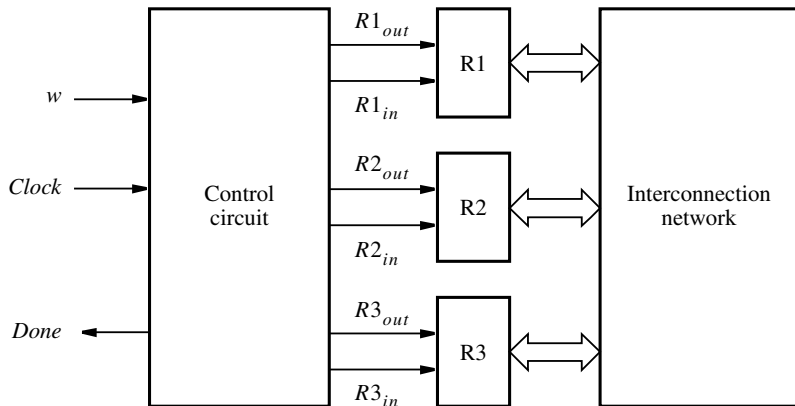 R1out
R1
w
R1in
R2out
Clock
Control
circuit
R2
Interconnection
network
R2in
R3out
Done
R3
R3in